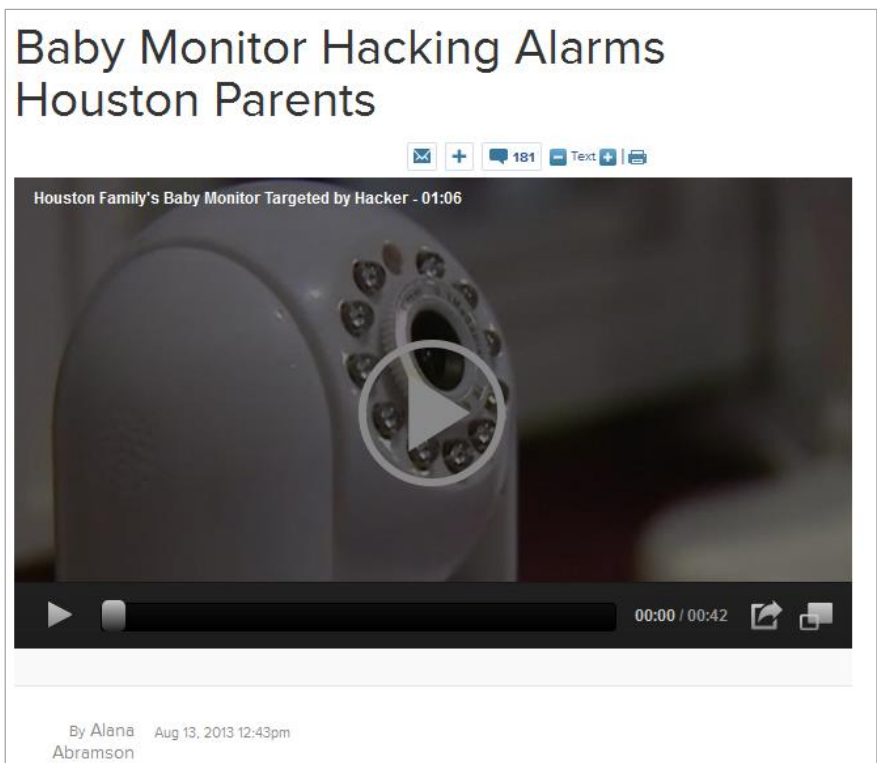 Baby Monitor Hacking Alarms
Houston Parents
181 Text
Houston Family's Baby Monitor Targeted by Hacker - 01:06
00:00 / 00:42
By Alana Aug 13, 2013 12:43pm
Abramson